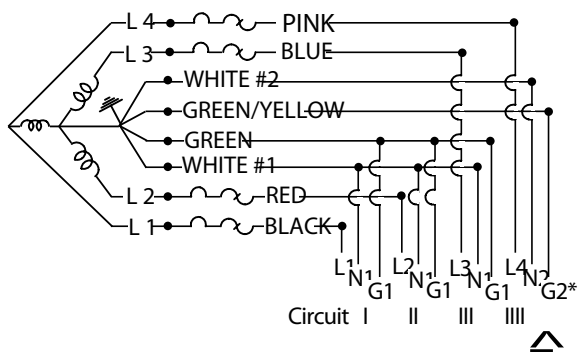 L 4 PINK
L 3 BLUE
WHITE #2
GREEN/YELLOW
GREEN
WHITE #1
L 2 RED
L 1 BLACK
L1 N1 G1 L2 N1 G1 L3 N1 G1 L4 N2 G2*
Circuit I II III IIII